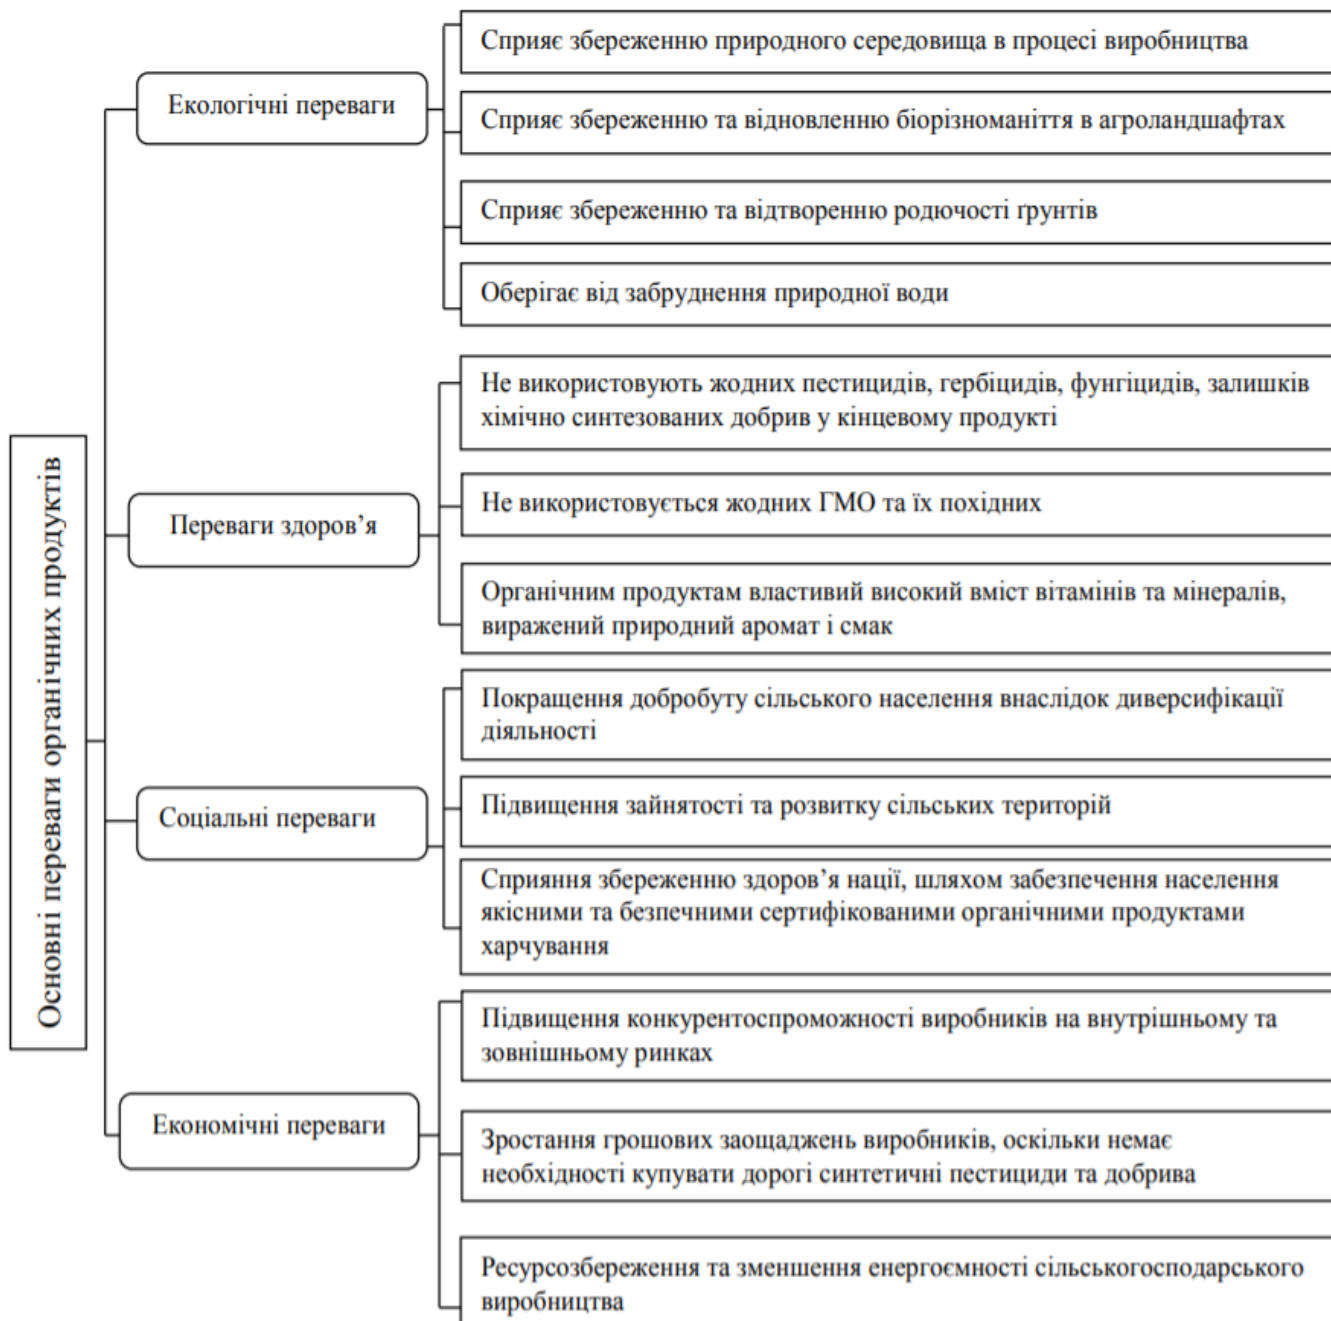 Основні переваги органічних продуктів
Екологічні переваги
Сприяє збереженню природного середовища в процесі виробництва
Сприяє збереженню та відновленню біорізноманіття в агроландшафтах
Сприяє збереженню та відтворенню родючості ґрунтів
Оберігає від забруднення природної води
Переваги здоров’я
Не використовують жодних пестицидів, гербіцидів, фунгіцидів, залишків
хімічно синтезованих добрив у кінцевому продукті
Не використовується жодних ГМО та їх похідних
Органічним продуктам властивий високий вміст вітамінів та мінералів,
виражений природний аромат і смак
Соціальні переваги
Покращення добробуту сільського населення внаслідок диверсифікації
діяльності
Підвищення зайнятості та розвитку сільських територій
Сприяння збереженню здоров’я нації, шляхом забезпечення населення
якісними та безпечними сертифікованими органічними продуктами
харчування
Економічні переваги
Підвищення конкурентоспроможності виробників на внутрішньому та
зовнішньому ринках
Зростання грошових заощаджень виробників, оскільки немає
необхідності купувати дорогі синтетичні пестициди та добрива
Ресурсозбереження та зменшення енергоємності сільськогосподарського
виробництва